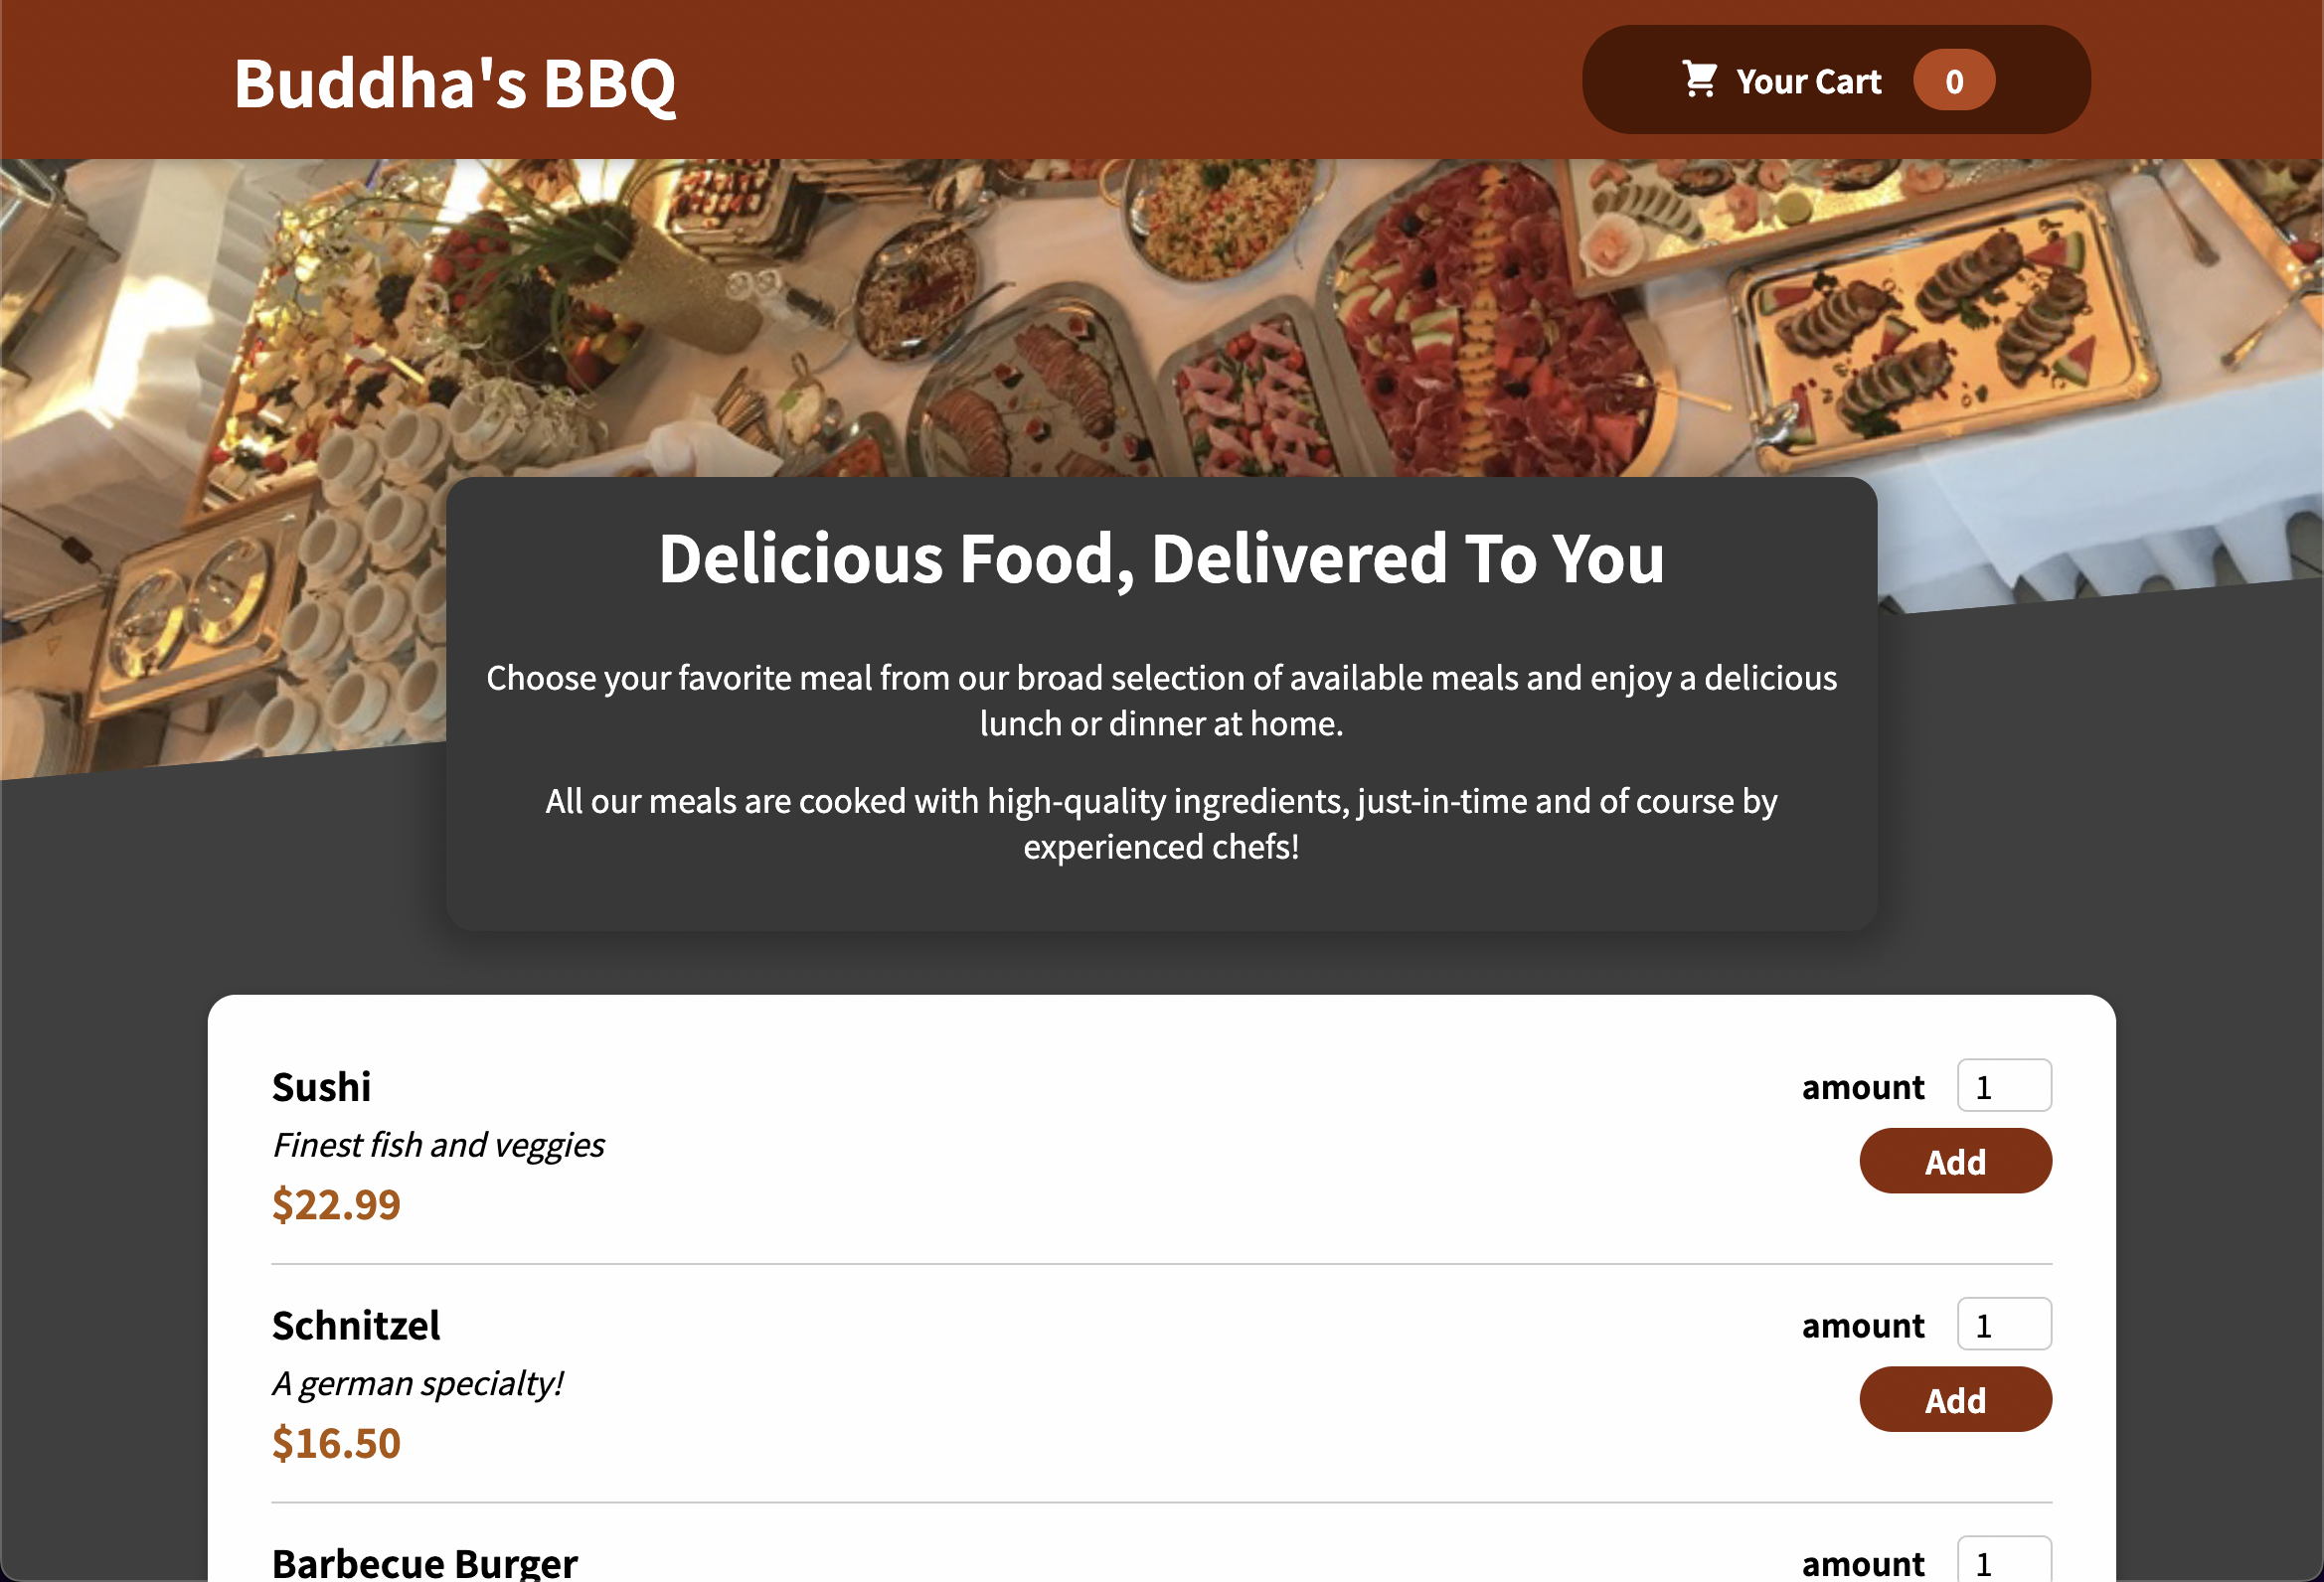 Buddha's BBQ
Your Cart 0
Delicious Food, Delivered To You
Choose your favorite meal from our broad selection of available meals and enjoy a delicious
lunch or dinner at home.
All our meals are cooked with high-quality ingredients, just-in-time and of course by
experienced chefs!
Sushi
amount 1
Finest fish and veggies
Add
$22.99
Schnitzel
amount 1
A german specialty!
Add
$16.50
Barbecue Burger
amount 1